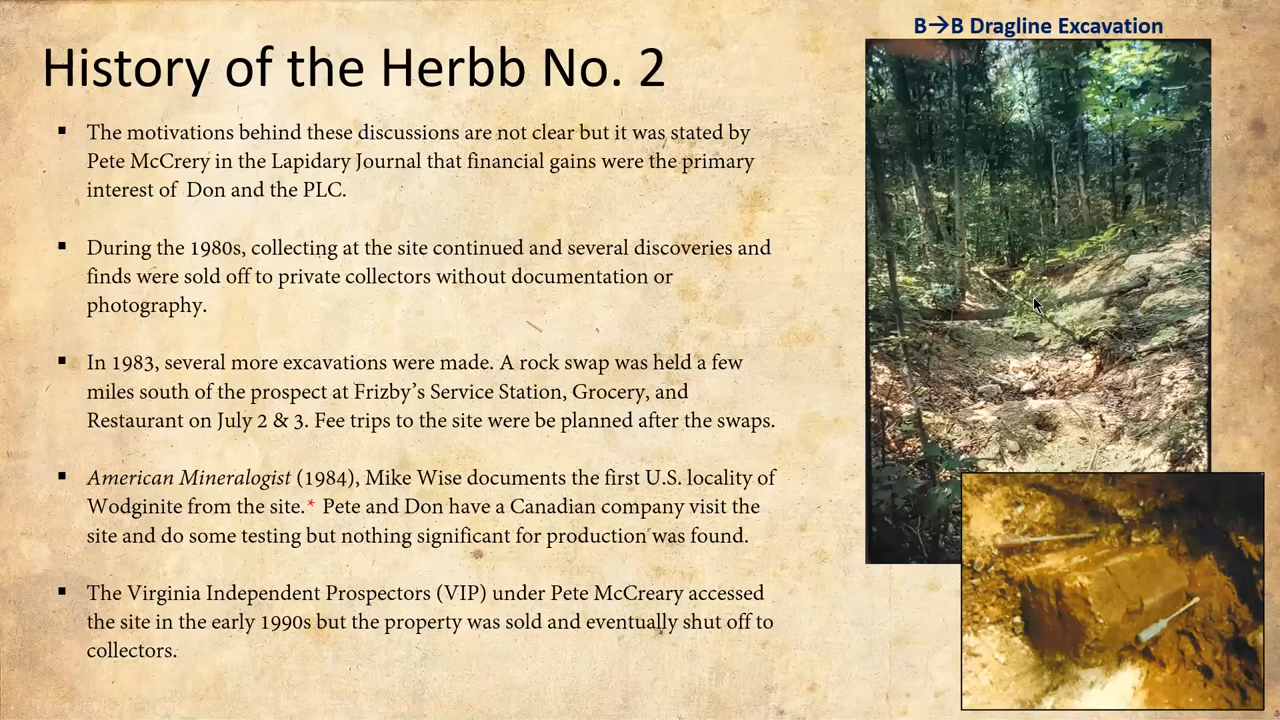 B→B Dragline Excavation
History of the Herbb No. 2
▪ The motivations behind these discussions are not clear but it was stated by
Pete McCrery in the Lapidary Journal that financial gains were the primary
interest of Don and the PLC.
▪ During the 1980s, collecting at the site continued and several discoveries and
finds were sold off to private collectors without documentation or
photography.
▪ In 1983, several more excavations were made. A rock swap was held a few
miles south of the prospect at Frizby’s Service Station, Grocery, and
Restaurant on July 2 & 3. Fee trips to the site were be planned after the swaps.
▪ American Mineralogist (1984), Mike Wise documents the first U.S. locality of
Wodginite from the site.* Pete and Don have a Canadian company visit the
site and do some testing but nothing significant for production was found.
▪ The Virginia Independent Prospectors (VIP) under Pete McCreary accessed
the site in the early 1990s but the property was sold and eventually shut off to
collectors.